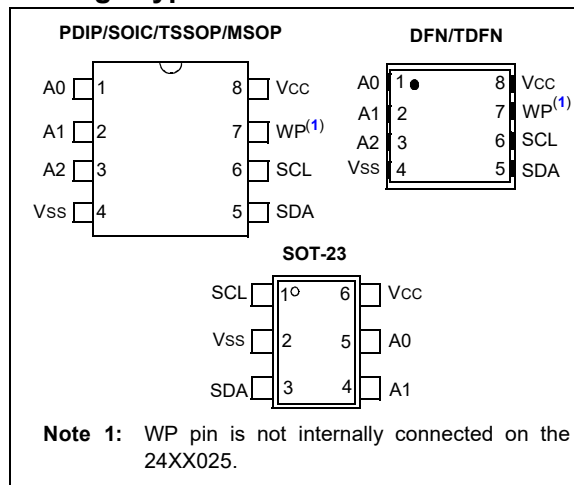 PDIP/SOIC/TSSOP/MSOP
A0 1 8 Vcc
A1 2 7 WP(1)
A2 3 6 SCL
Vss 4 5 SDA
DFN/TDFN
A0 1 8 Vcc
A1 2 7 WP(1)
A2 3 6 SCL
Vss 4 5 SDA
SOT-23
SCL 1 6 Vcc
Vss 2 5 A0
SDA 3 4 A1
Note 1: WP pin is not internally connected on the
24XX025.